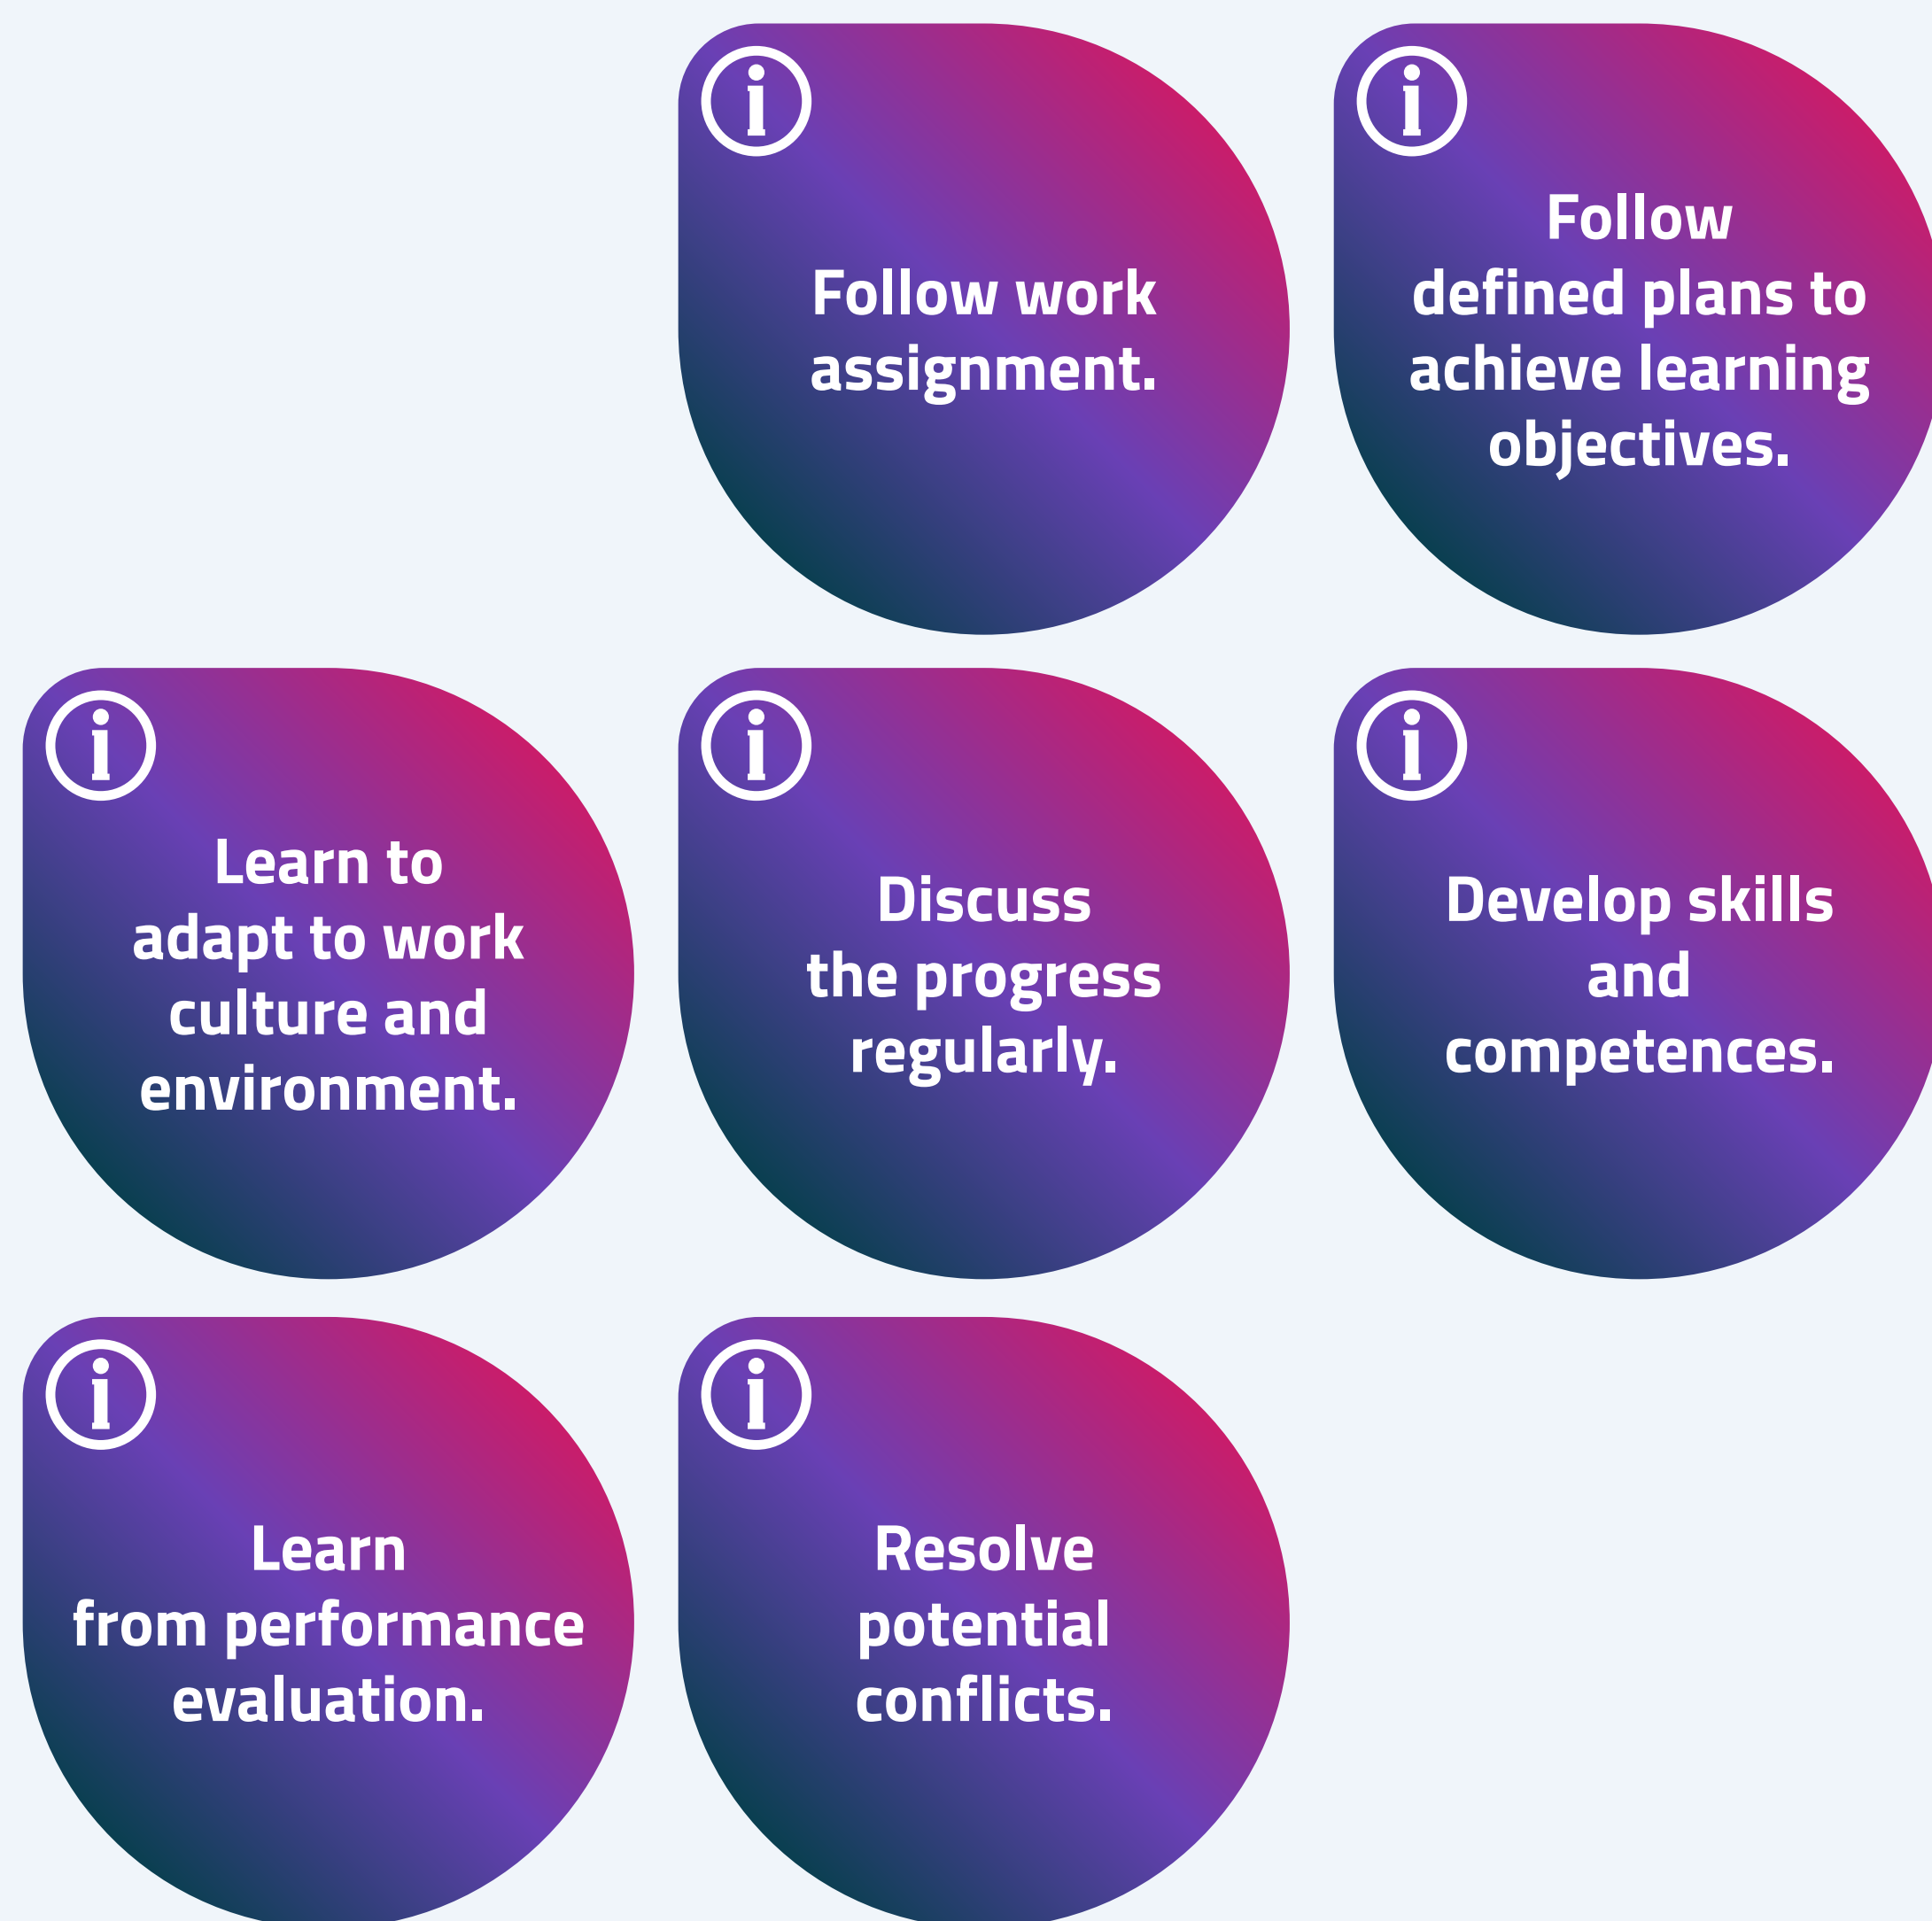 Follow work
assignment.
Follow
defined plans to
achieve learning
objectives.
Learn to
adapt to work
culture and
environment.
Discuss
the progress
regularly.
Develop skills
and
competences.
Learn
from performance
evaluation.
Resolve
potential
conflicts.